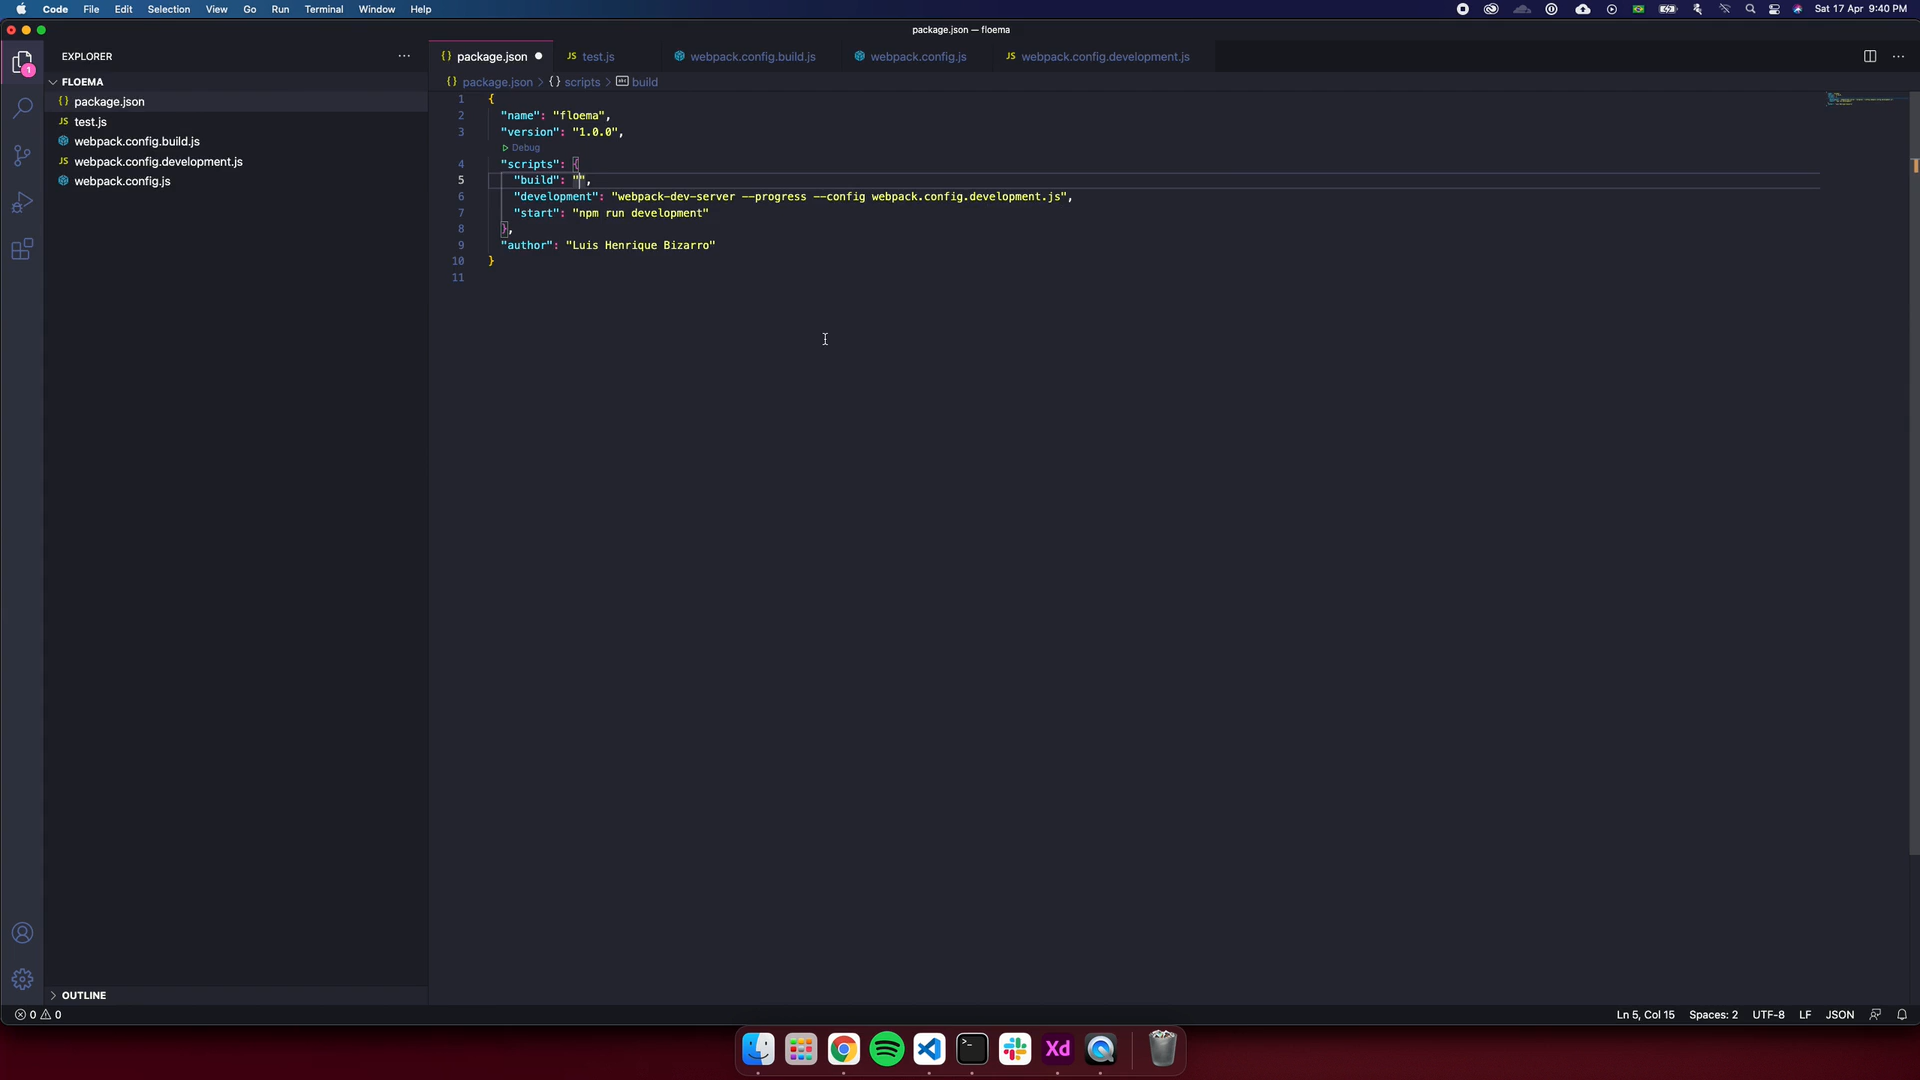 Code File Edit Selection View Go Run Terminal Window Help Sat 17 Apr 9:40 PM
package.json — floema
EXPLORER
package.json test.js webpack.config.build.js webpack.config.js webpack.config.development.js
FLOEMA
package.json > scripts > build
package.json
test.js
webpack.config.build.js
webpack.config.development.js
webpack.config.js
1 {
2 "name": "floema",
3 "version": "1.0.0",
Debug
4 "scripts": {
5 "build": "",
6 "development": "webpack-dev-server --progress --config webpack.config.development.js",
7 "start": "npm run development"
8 },
9 "author": "Luis Henrique Bizarro"
10 }
11
1
OUTLINE
0 0 Ln 5, Col 15 Spaces: 2 UTF-8 LF JSON
Xd